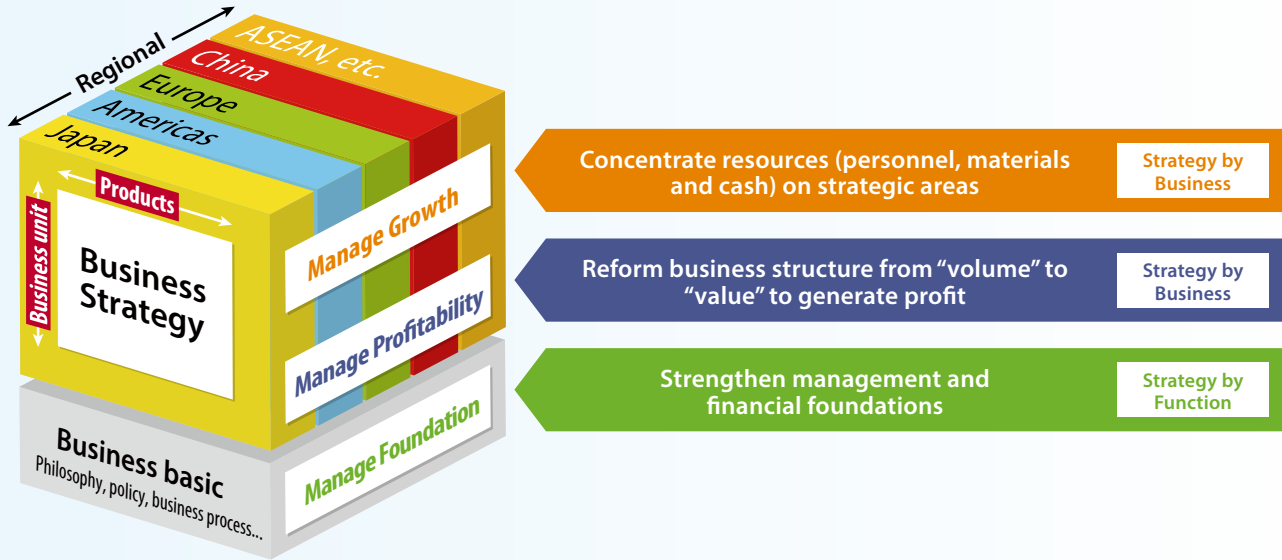 Regional
ASEAN, etc.
China
Europe
Americas
Japan
Products
Business unit
Business
Strategy
Manage Growth
Manage Profitability
Manage Foundation
Business basic
Philosophy, policy, business process...
Concentrate resources (personnel, materials
and cash) on strategic areas
Strategy by
Business
Reform business structure from “volume” to
“value” to generate profit
Strategy by
Business
Strengthen management and
financial foundations
Strategy by
Function